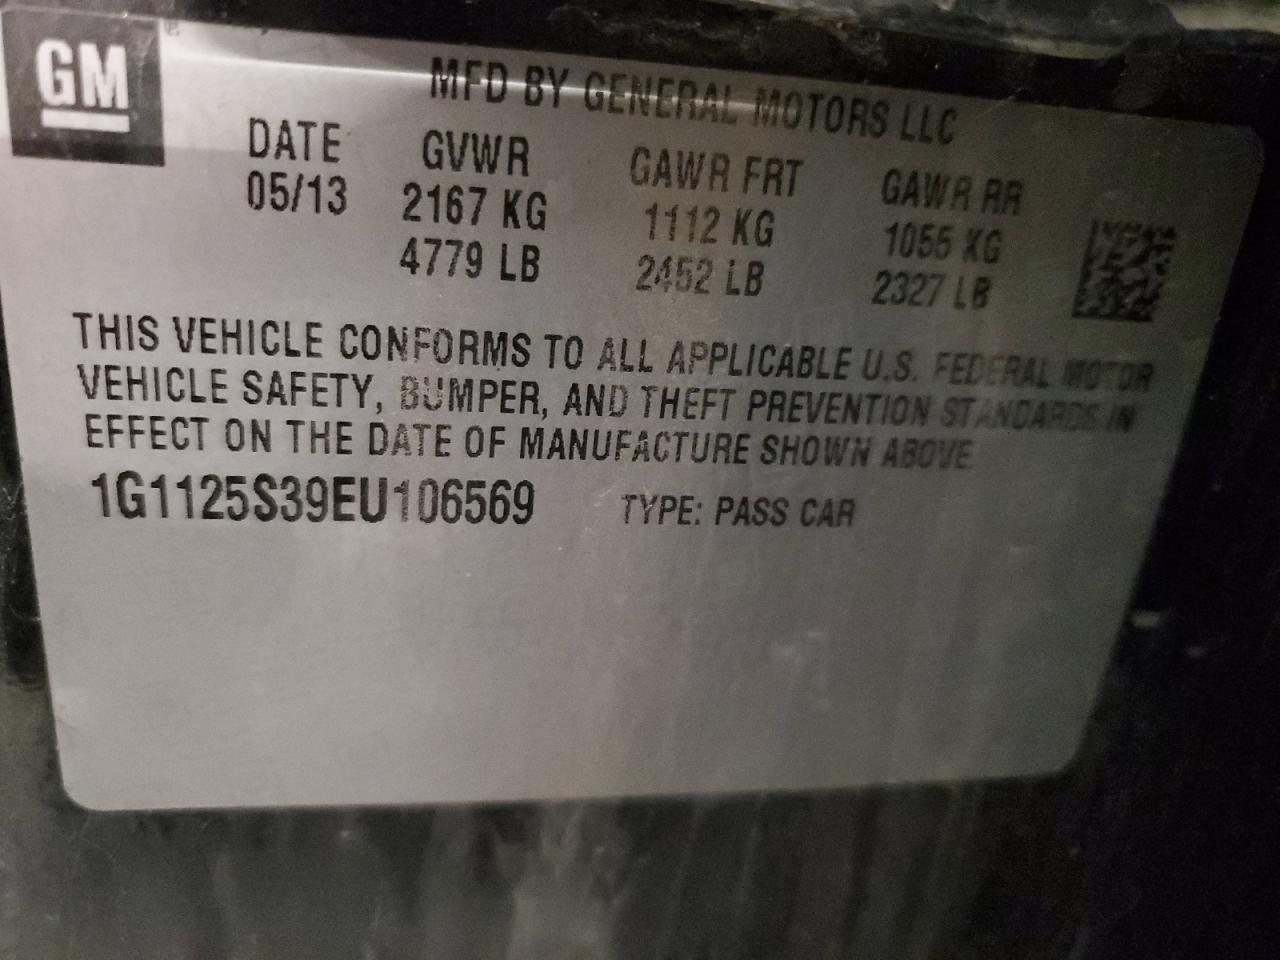 GM
MFD BY GENERAL MOTORS LLC
DATE GVWR GAWR FRT GAWR RR
05/13 2167 KG 1112 KG 1055 KG
4779 LB 2452 LB 2327 LB
THIS VEHICLE CONFORMS TO ALL APPLICABLE U.S. FEDERAL MOTOR
VEHICLE SAFETY, BUMPER, AND THEFT PREVENTION STANDARDS IN
EFFECT ON THE DATE OF MANUFACTURE SHOWN ABOVE
1G1125S39EU106569 TYPE: PASS CAR